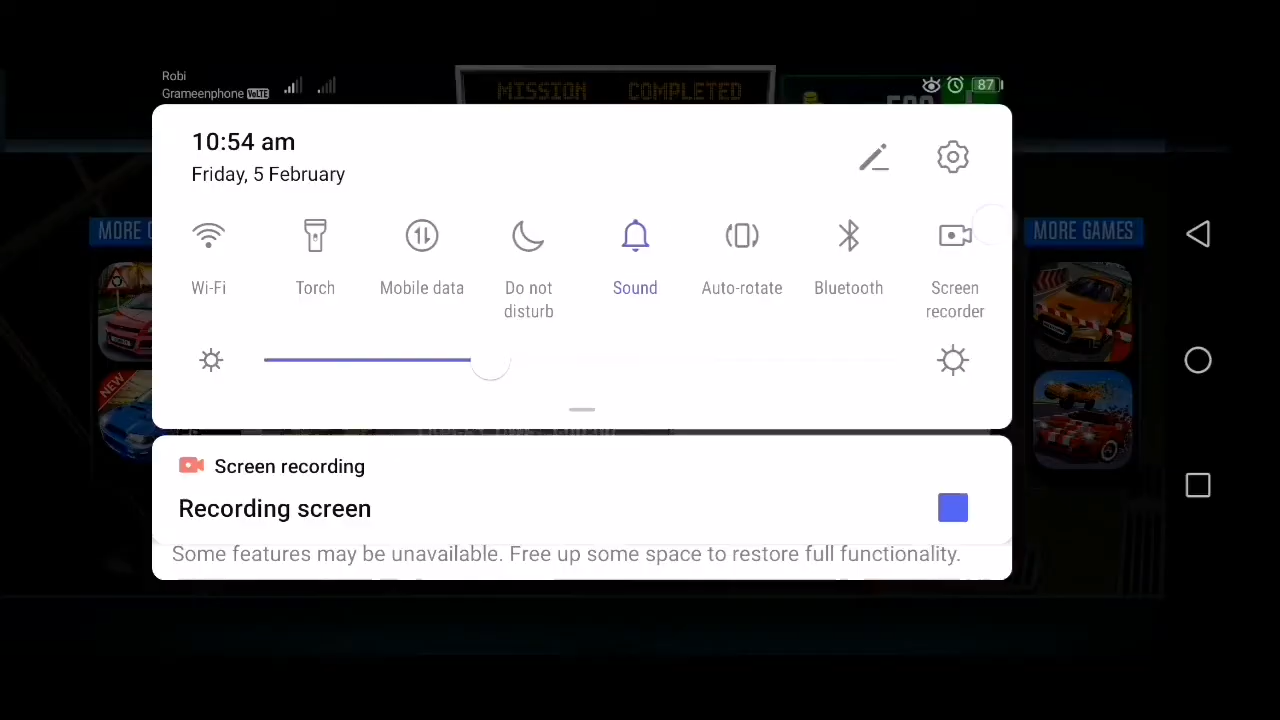 Robi
Grameenphone VoLTE
MISSION COMPLETED
87
10:54 am
Friday, 5 February
MORE G
MORE GAMES
Wi-Fi
Torch
Mobile data
Do not disturb
Sound
Auto-rotate
Bluetooth
Screen recorder
NEW
Screen recording
Recording screen
Some features may be unavailable. Free up some space to restore full functionality.